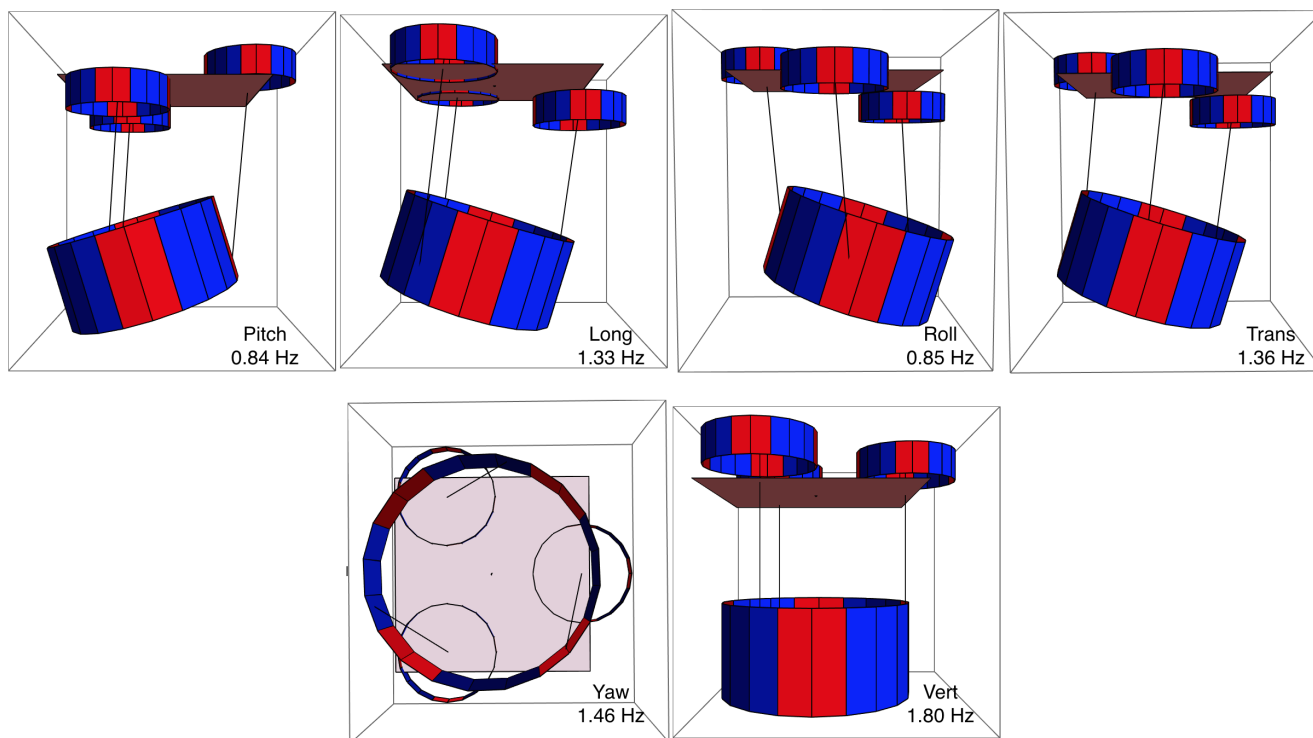 Pitch
0.84 Hz
Long
1.33 Hz
Roll
0.85 Hz
Trans
1.36 Hz
Yaw
1.46 Hz
Vert
1.80 Hz